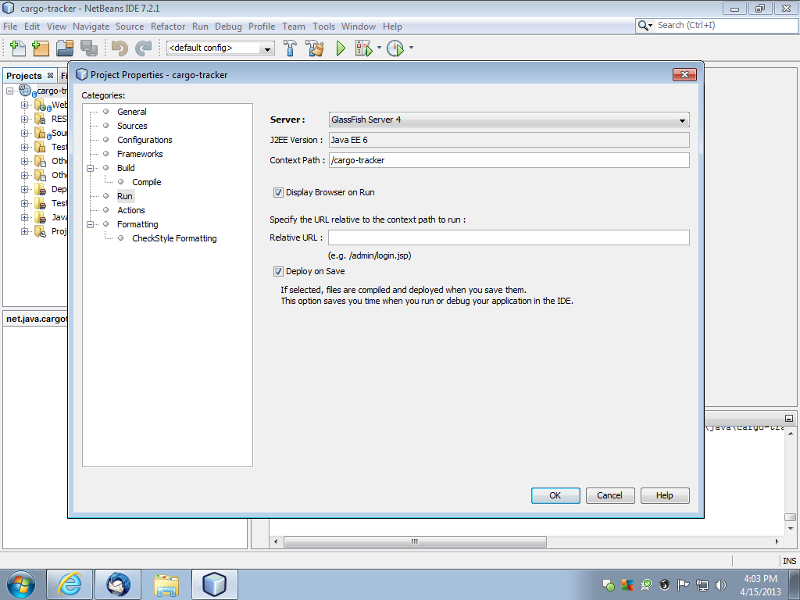 cargo-tracker - NetBeans IDE 7.2.1
File Edit View Navigate Source Refactor Run Debug Profile Team Tools Window Help
Search (Ctrl+I)
<default config>
Projects
Project Properties - cargo-tracker
Categories:
General
Sources
Configurations
Frameworks
Build
Compile
Run
Actions
Formatting
CheckStyle Formatting
Server :
GlassFish Server 4
J2EE Version :
Java EE 6
Context Path :
/cargo-tracker
Display Browser on Run
Specify the URL relative to the context path to run :
Relative URL :
(e.g. /admin/login.jsp)
Deploy on Save
If selected, files are compiled and deployed when you save them.
This option saves you time when you run or debug your application in the IDE.
OK Cancel Help
cargo-t
Web
RES
Sour
Test
Othe
Othe
Dep
Test
Java
Proj
net.java.cargot
\java\cargo-tra
INS
4:03 PM
4/15/2013